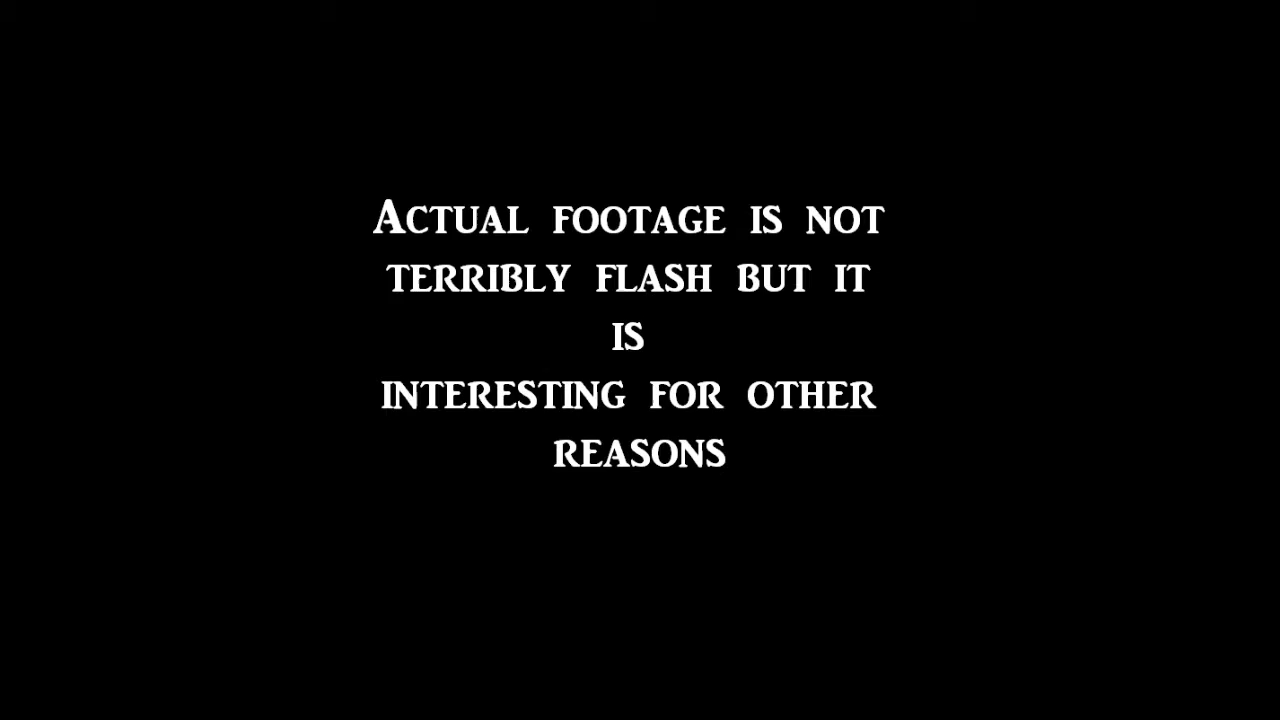 Actual footage is not
terribly flash but it
is
interesting for other
reasons